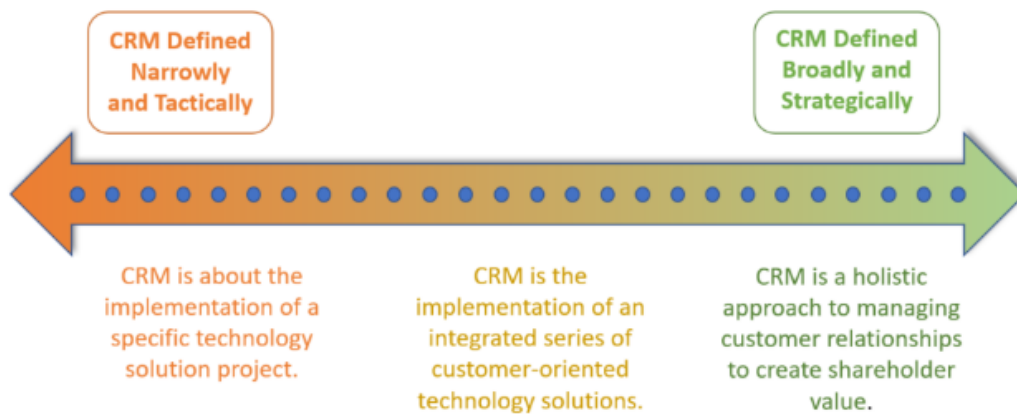 CRM Defined
Narrowly
and Tactically
CRM Defined
Broadly and
Strategically
CRM is about the
implementation of a
specific technology
solution project.
CRM is the
implementation of an
integrated series of
customer-oriented
technology solutions.
CRM is a holistic
approach to managing
customer relationships
to create shareholder
value.